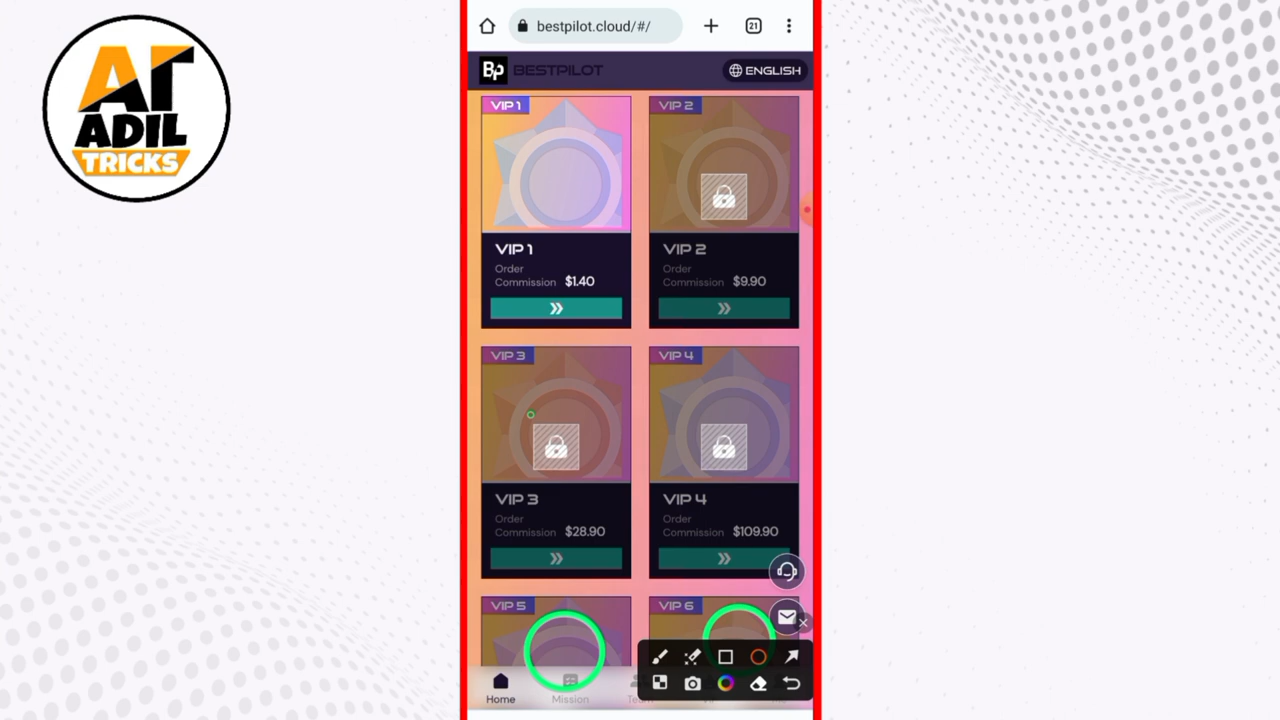 AT
ADIL
TRICKS
bestpilot.cloud/#/
21
Bp BESTPILOT
ENGLISH
VIP 1
VIP 2
VIP 1
Order
Commission $1.40
VIP 2
Order
Commission $9.90
VIP 3
VIP 4
VIP 3
Order
Commission $28.90
VIP 4
Order
Commission $109.90
VIP 5
VIP 6
Home
Mission